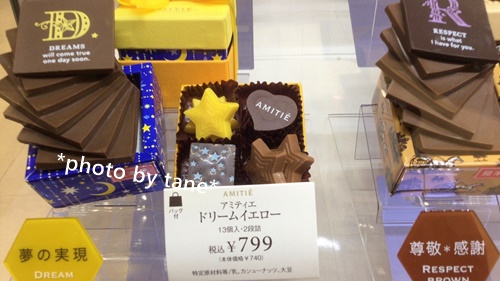 D
DREAMS
will come true
one day soon.
R
RESPECT
is what
I have for you.
AMITIÉ
*photo by tane*
AMITIÉ
バッグ付
アミティエ
ドリームイエロー
13個入・2段詰
税込¥799
(本体価格¥740)
特定原材料等/乳、カシューナッツ、大豆
夢の実現
DREAM
尊敬*感謝
RESPECT
BROWN